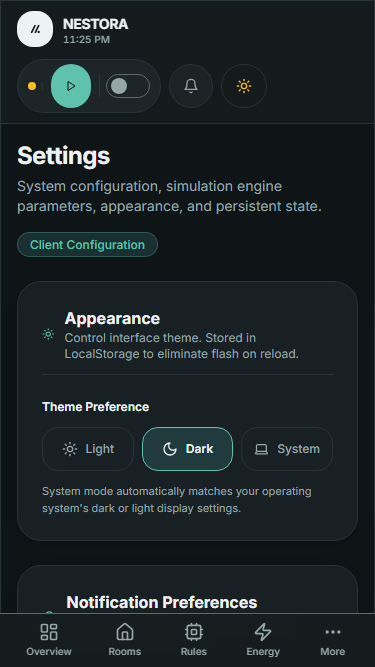 NESTORA
11:25 PM
Settings
System configuration, simulation engine
parameters, appearance, and persistent state.
Client Configuration
Appearance
Control interface theme. Stored in
LocalStorage to eliminate flash on reload.
Theme Preference
Light
Dark
System
System mode automatically matches your operating
system's dark or light display settings.
Notification Preferences
Overview
Rooms
Rules
Energy
More